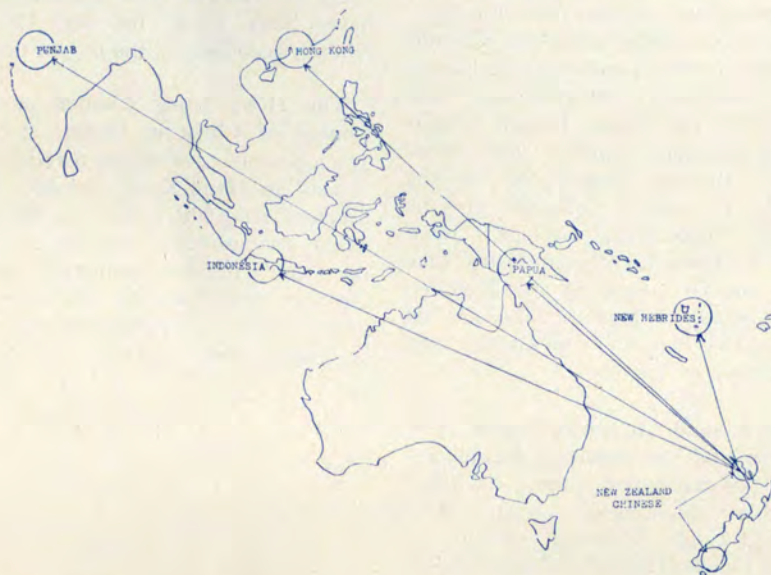 PUNJAB
HONG KONG
INDONESIA
PAPUA
NEW HEBRIDES
NEW ZEALAND
CHINESE